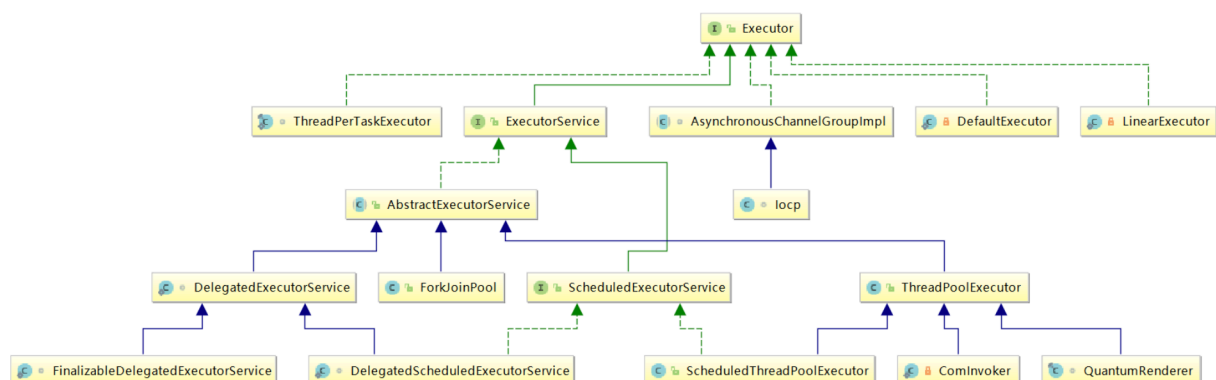 Executor
ThreadPerTaskExecutor
ExecutorService
AsynchronousChannelGroupImpl
DefaultExecutor
LinearExecutor
AbstractExecutorService
Iocp
DelegatedExecutorService
ForkJoinPool
ScheduledExecutorService
ThreadPoolExecutor
FinalizableDelegatedExecutorService
DelegatedScheduledExecutorService
ScheduledThreadPoolExecutor
ComInvoker
QuantumRenderer